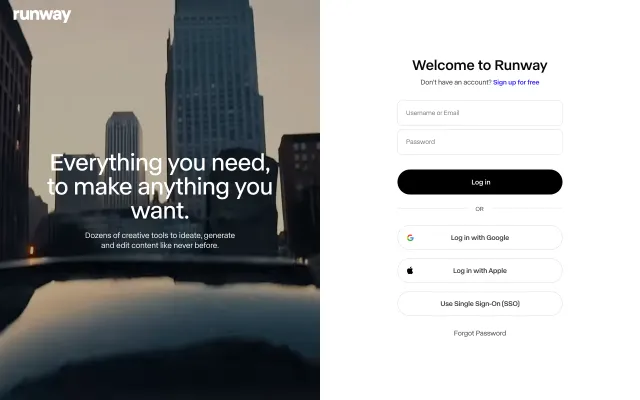 runway
Everything you need,
to make anything you
want.
Dozens of creative tools to ideate, generate
and edit content like never before.
Welcome to Runway
Don't have an account? Sign up for free
Username or Email
Password
Log in
OR
Log in with Google
Log in with Apple
Use Single Sign-On (SSO)
Forgot Password